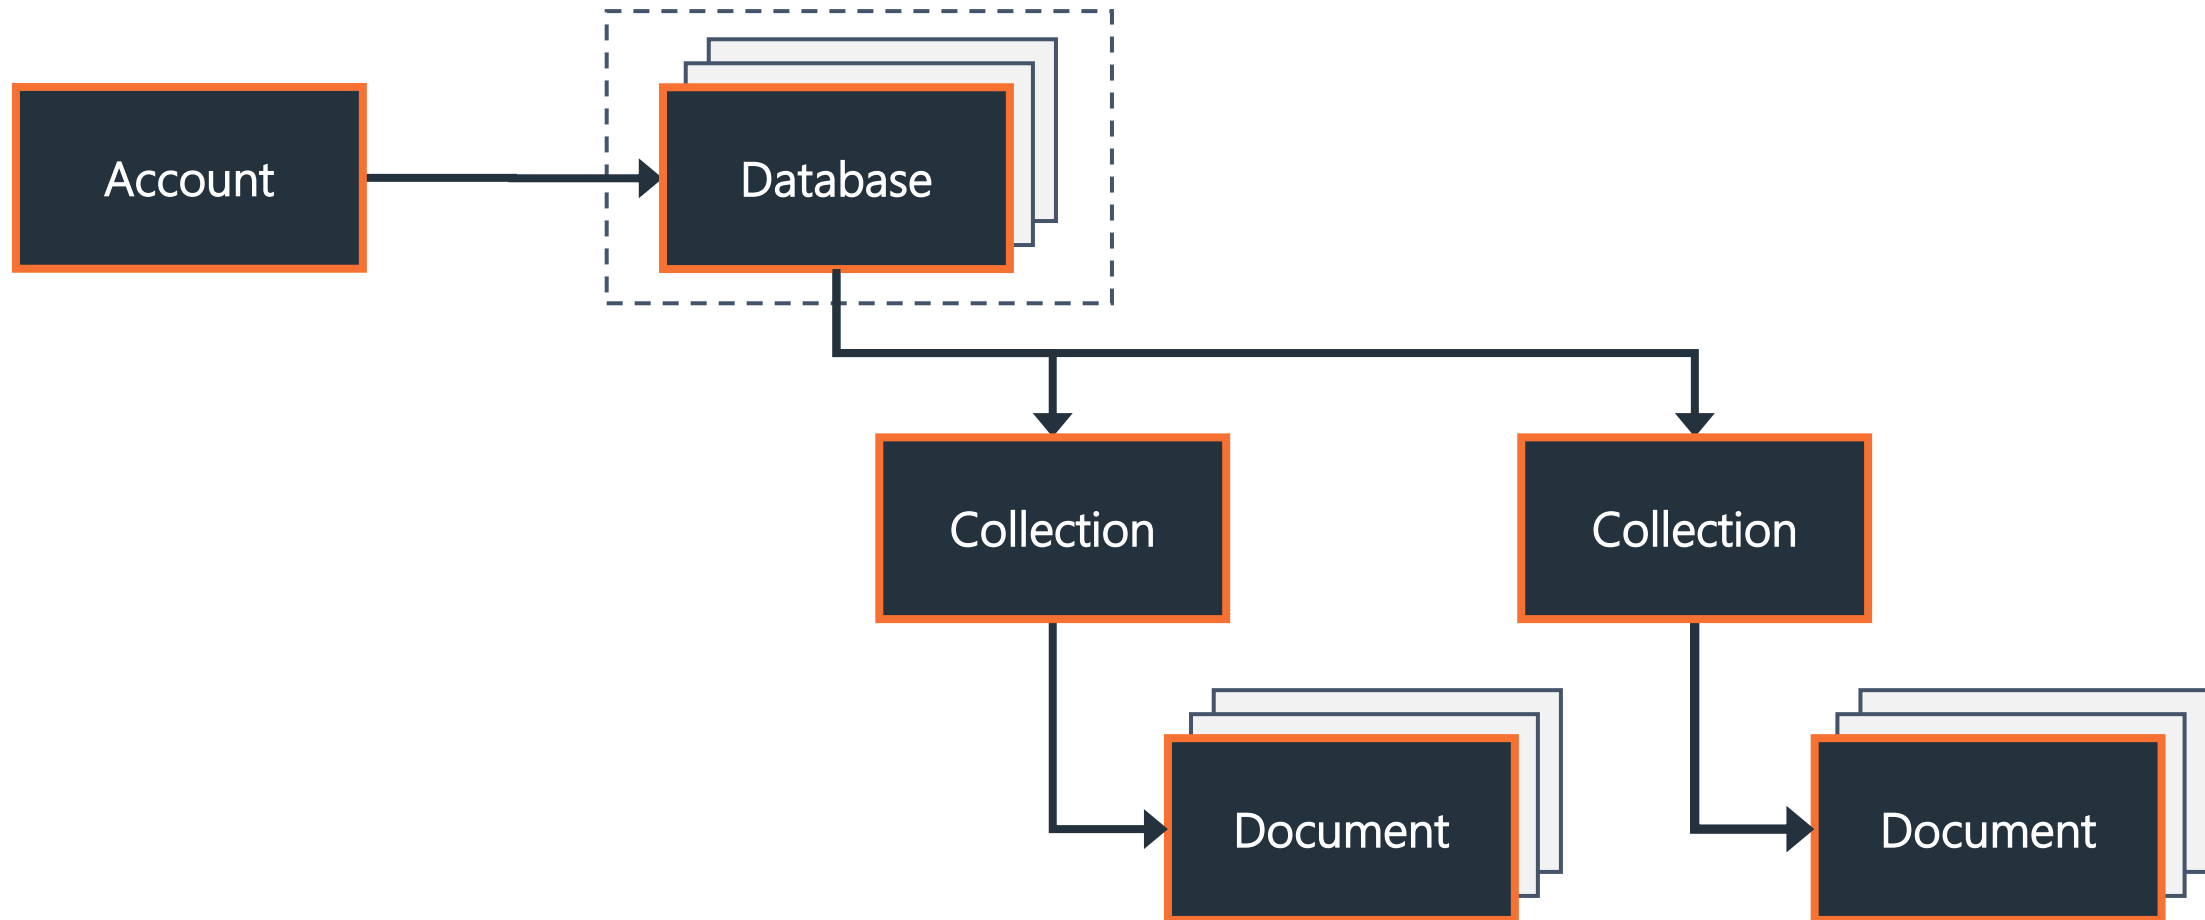 Account
Database
Collection
Collection
Document
Document